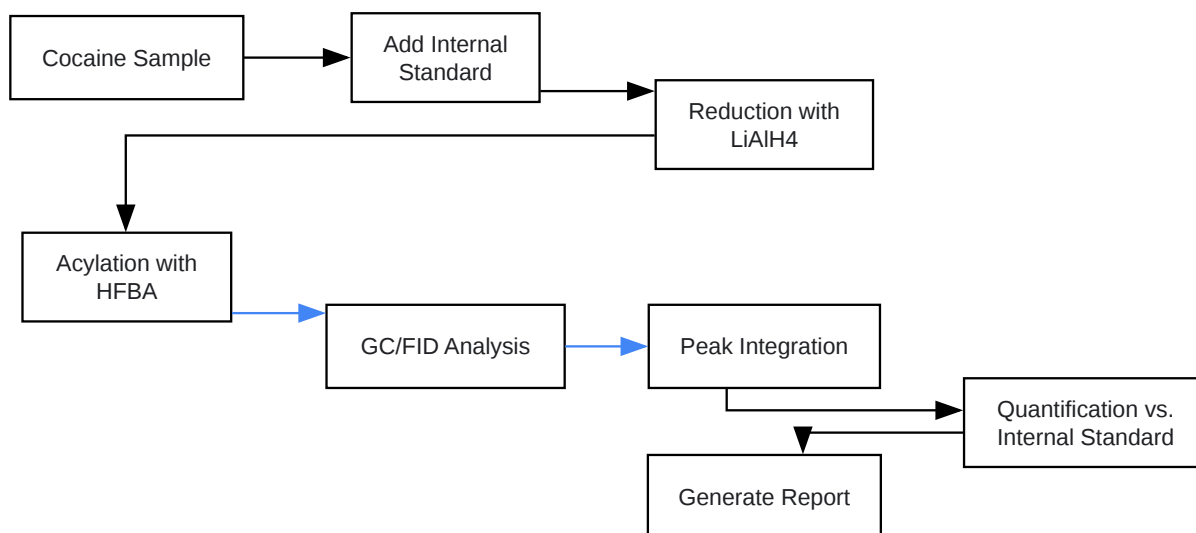 Cocaine Sample
Add Internal
Standard
Reduction with
LiAlH4
Acylation with
HFBA
GC/FID Analysis
Peak Integration
Quantification vs.
Internal Standard
Generate Report